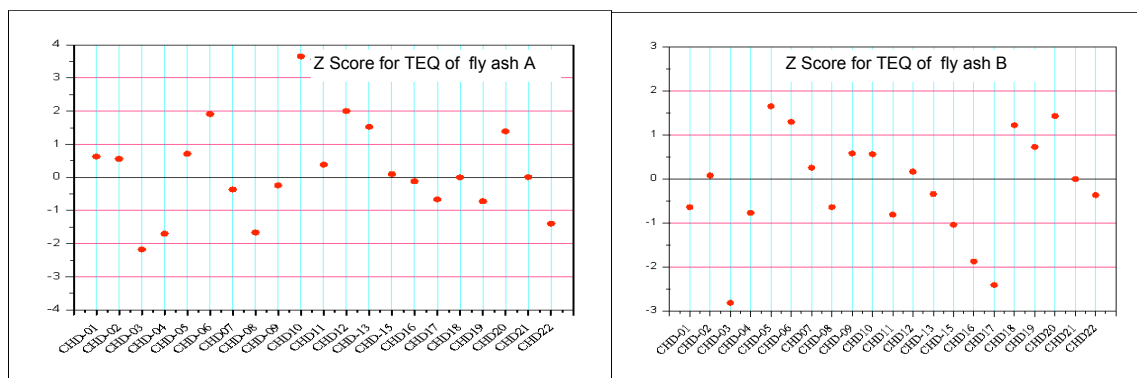 Z Score for TEQ of fly ash A
4
3
2
1
0
-1
-2
-3
-4
CHD-01
CHD-02
CHD-03
CHD-04
CHD-05
CHD-06
CHD07
CHD-08
CHD-09
CHD10
CHD11
CHD12
CHD-13
CHD-15
CHD16
CHD17
CHD18
CHD19
CHD20
CHD21
CHD22
Z Score for TEQ of fly ash B
3
2
1
0
-1
-2
-3
CHD-01
CHD-02
CHD-03
CHD-04
CHD-05
CHD-06
CHD07
CHD-08
CHD-09
CHD10
CHD11
CHD12
CHD-13
CHD-15
CHD16
CHD17
CHD18
CHD19
CHD20
CHD21
CHD22